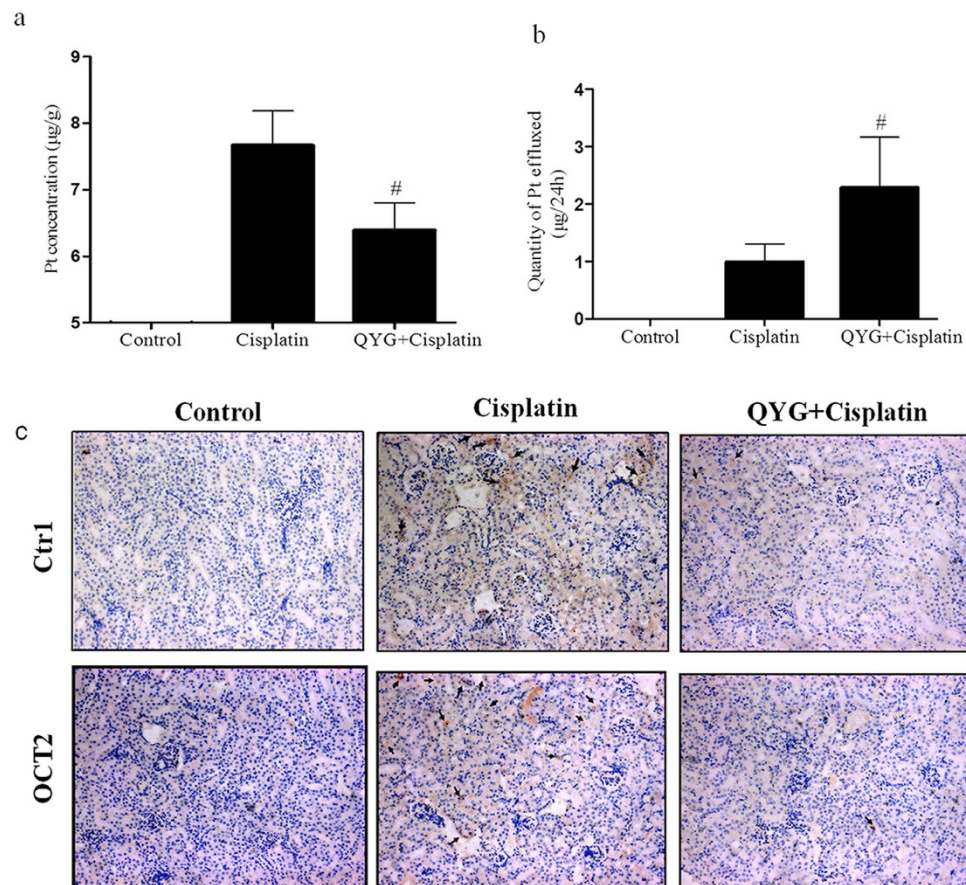 a
Pt concentration (µg/g)
9
8
7
6
5
#
Control Cisplatin QYG+Cisplatin
b
Quantity of Pt effluxed
(µg/24h)
4
3
2
1
0
#
Control Cisplatin QYG+Cisplatin
c
Control Cisplatin QYG+Cisplatin
Ctr1
OCT2